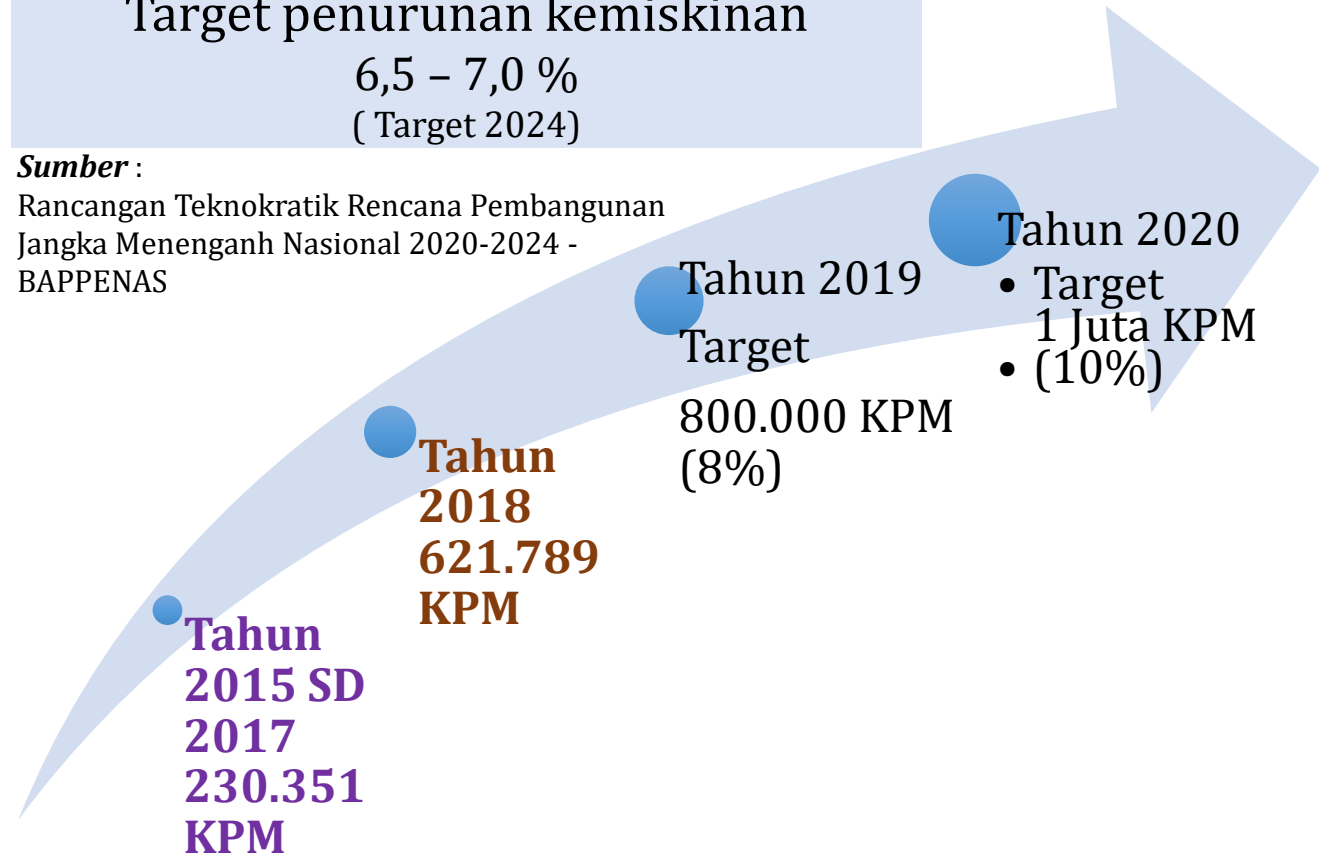 Target penurunan kemiskinan
6,5 – 7,0 %
( Target 2024)
Sumber :
Rancangan Teknokratik Rencana Pembangunan
Jangka Menenganh Nasional 2020-2024 -
BAPPENAS
Tahun
2015 SD
2017
230.351
KPM
Tahun
2018
621.789
KPM
Tahun 2019
Target
800.000 KPM
(8%)
Tahun 2020
• Target
1 Juta KPM
• (10%)